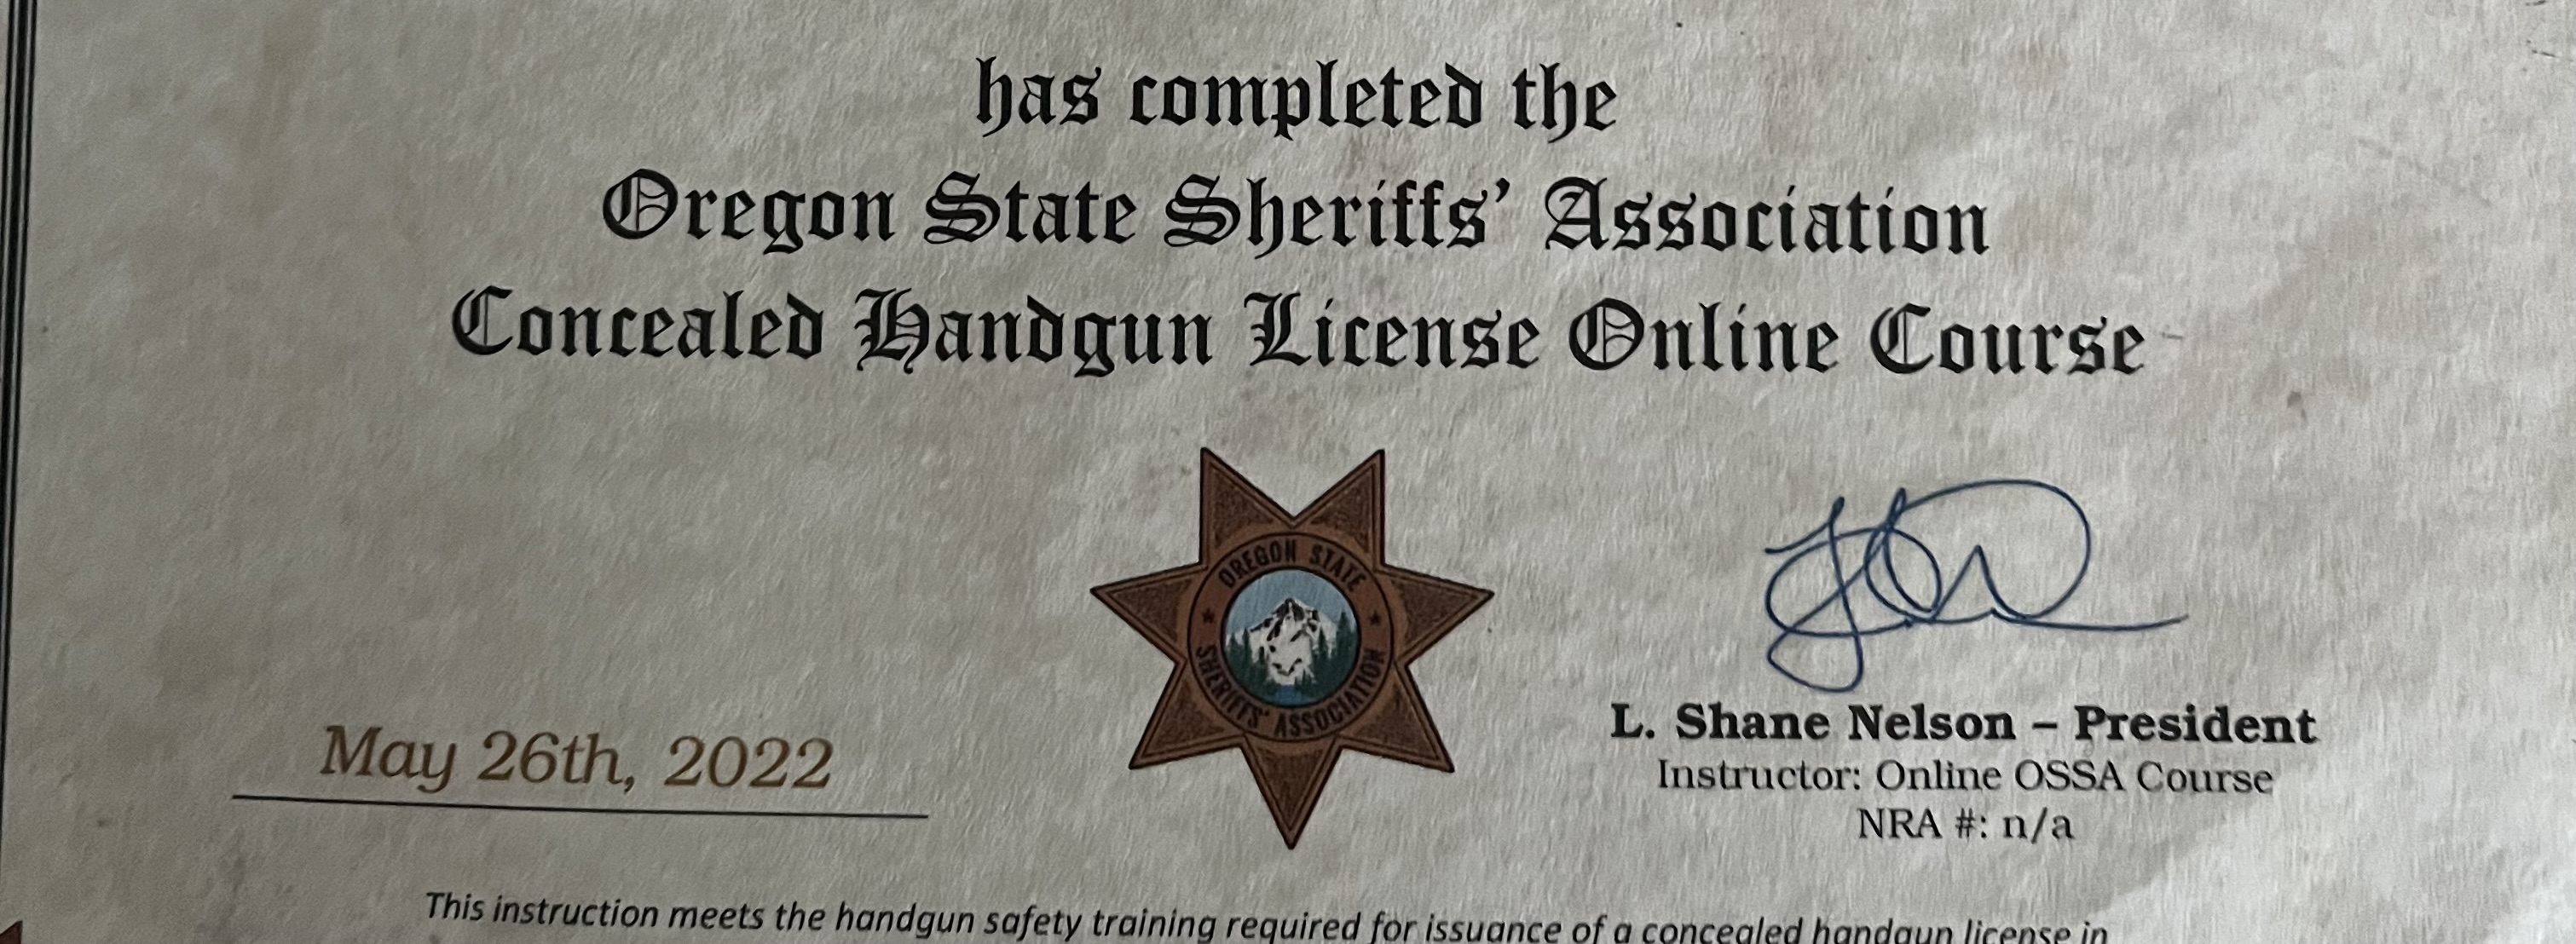 has completed the
Oregon State Sheriffs' Association
Concealed Handgun License Online Course
OREGON STATE
SHERIFFS' ASSOCIATION
May 26th, 2022
L. Shane Nelson – President
Instructor: Online OSSA Course
NRA #: n/a
This instruction meets the handgun safety training required for issuance of a concealed handgun license in